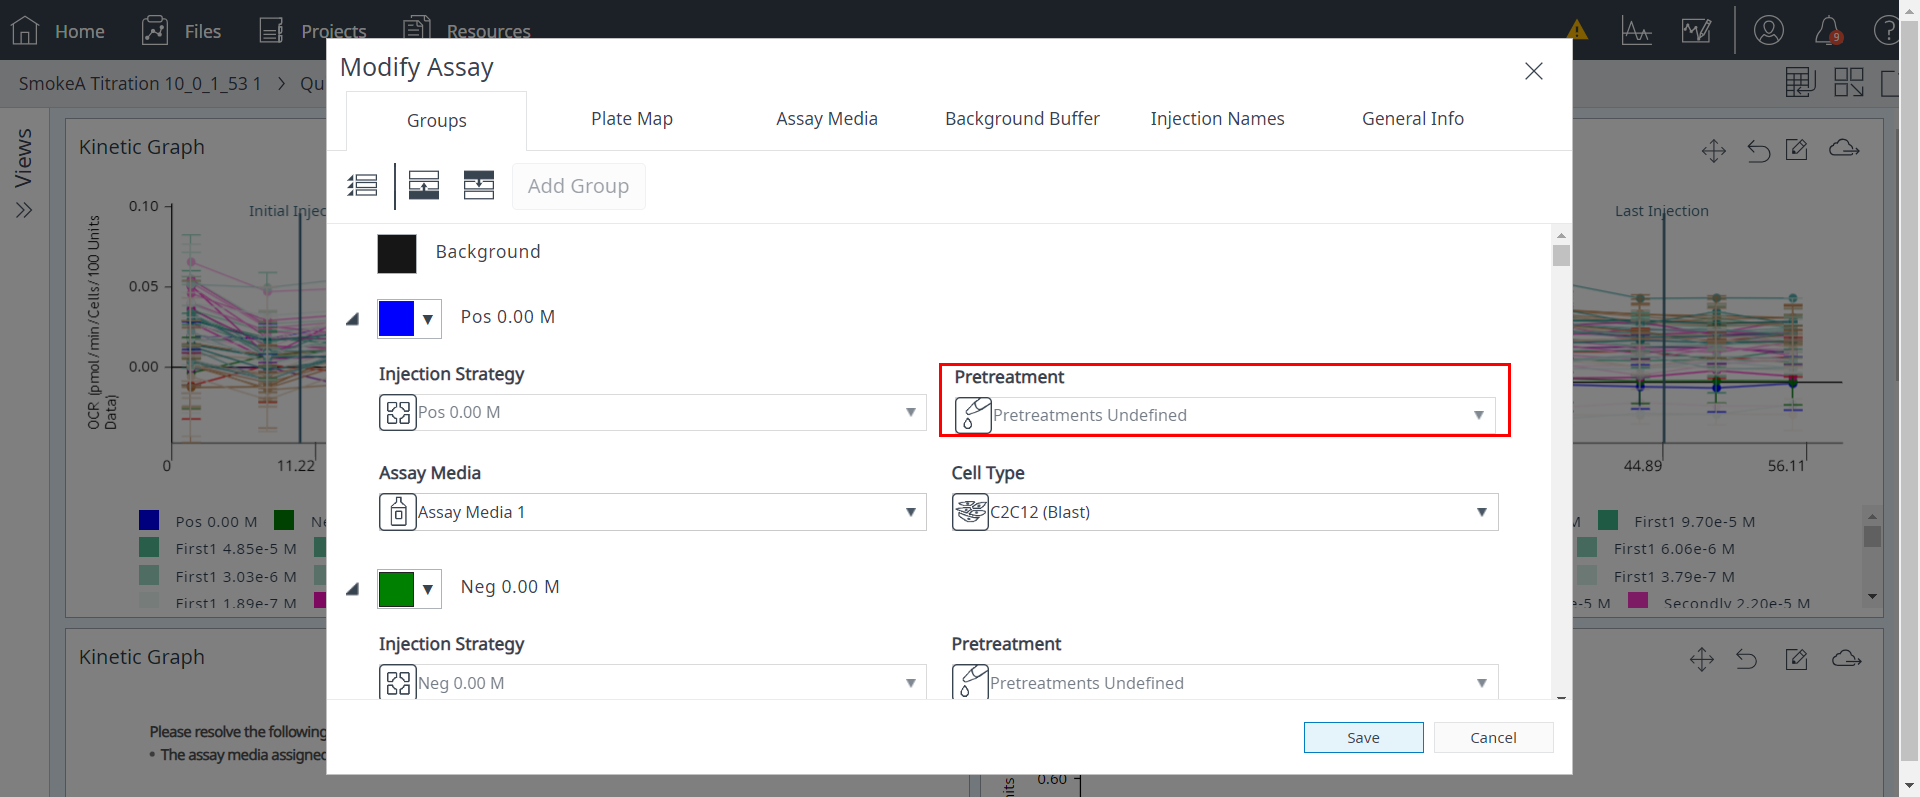 Home
Files
Projects
Resources
9
SmokeA Titration 10_0_1_53 1 > Qu
Views
Kinetic Graph
OCR (pmol/min/Cells/100 Units Data)
0.10
0.05
0.00
0
11.22
Initial Injec
Pos 0.00 M
Ne
First1 4.85e-5 M
First1 3.03e-6 M
First1 1.89e-7 M
Modify Assay
Groups
Plate Map
Assay Media
Background Buffer
Injection Names
General Info
Add Group
Background
Pos 0.00 M
Injection Strategy
Pos 0.00 M
Pretreatment
Pretreatments Undefined
Assay Media
Assay Media 1
Cell Type
C2C12 (Blast)
Neg 0.00 M
Injection Strategy
Neg 0.00 M
Pretreatment
Pretreatments Undefined
Save
Cancel
Last Injection
44.89
56.11
M
First1 9.70e-5 M
First1 6.06e-6 M
First1 3.79e-7 M
e-5 M
Secondly 2.20e-5 M
Kinetic Graph
Please resolve the following
• The assay media assigned
0.60
nits